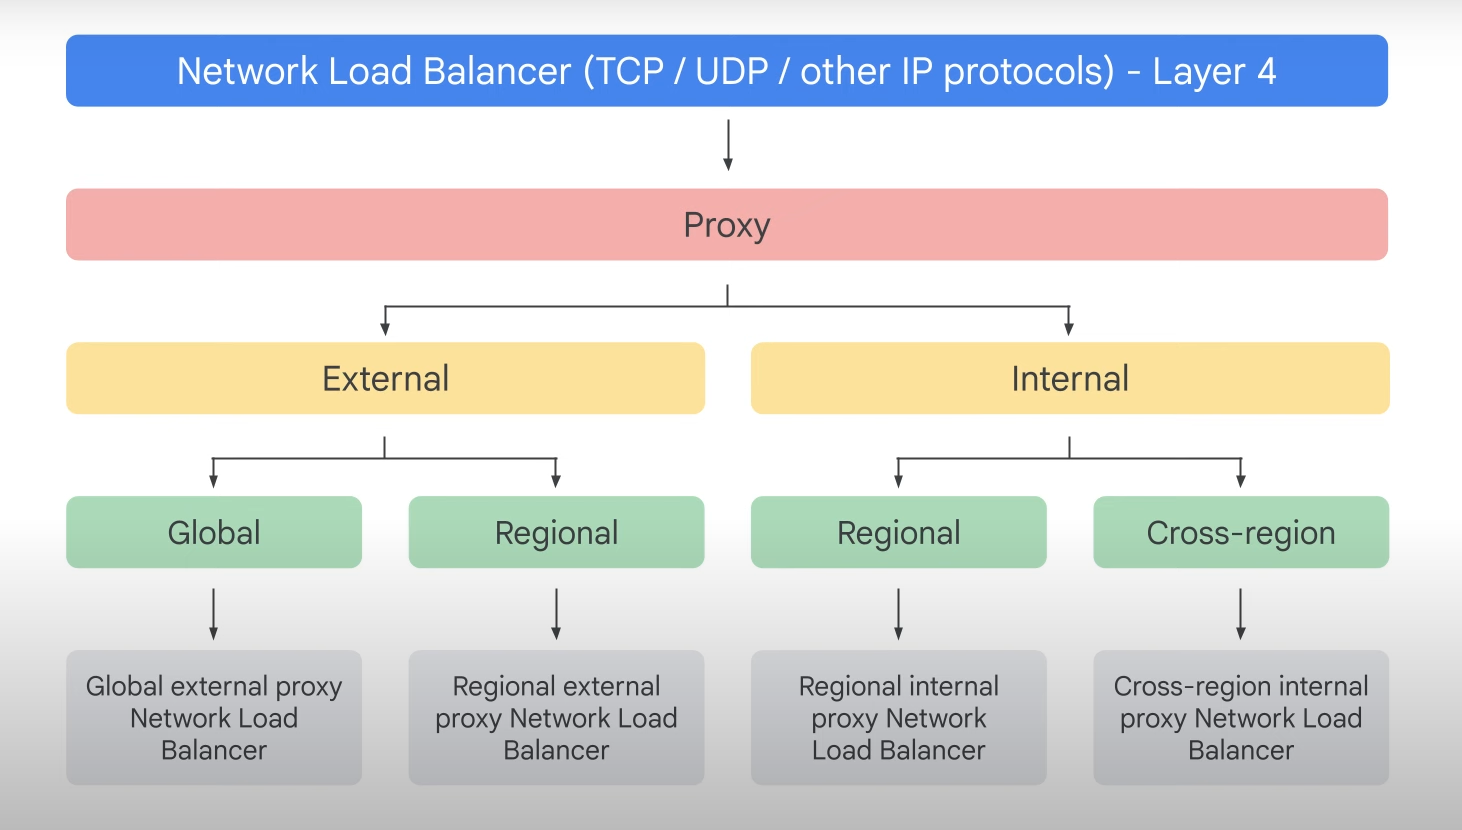 Network Load Balancer (TCP / UDP / other IP protocols) - Layer 4
Proxy
External
Internal
Global
Regional
Regional
Cross-region
Global external proxy
Network Load
Balancer
Regional external
proxy Network Load
Balancer
Regional internal
proxy Network
Load Balancer
Cross-region internal
proxy Network Load
Balancer